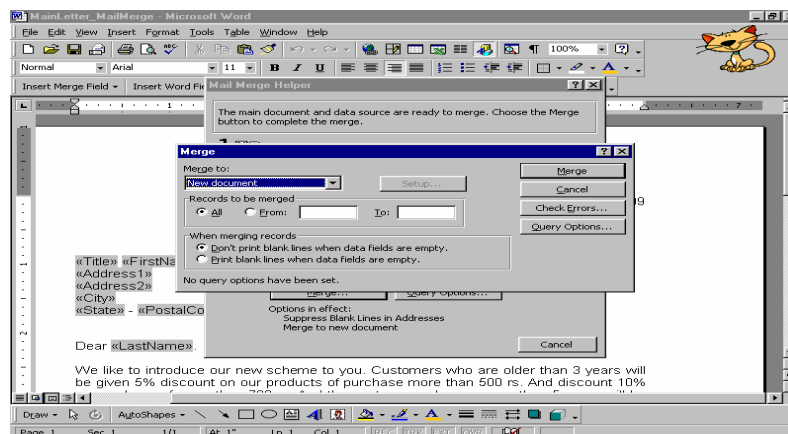 MainLetter_MailMerge - Microsoft Word
File Edit View Insert Format Tools Table Window Help
100%
Normal Arial 11 B I U A
Insert Merge Field Insert Word Fie
Mail Merge Helper
1 7
The main document and data source are ready to merge. Choose the Merge
button to complete the merge.
Merge
Merge to:
New document
Setup...
Records to be merged
All From: To:
When merging records
Don't print blank lines when data fields are empty.
Print blank lines when data fields are empty.
No query options have been set.
Merge
Cancel
Check Errors...
Query Options...
«Title» «FirstNa
«Address1»
«Address2»
«City»
«State» - «PostalCo
Merge... Query Options...
Options in effect:
Suppress Blank Lines in Addresses
Merge to new document
Cancel
Dear «LastName».
We like to introduce our new scheme to you. Customers who are older than 3 years will
be given 5% discount on our products of purchase more than 500 rs. And discount 10%
Draw AutoShapes A
Page 1 Sec 1 1/1 At 1" Ln 1 Col 1 REC TRK EXT OVR